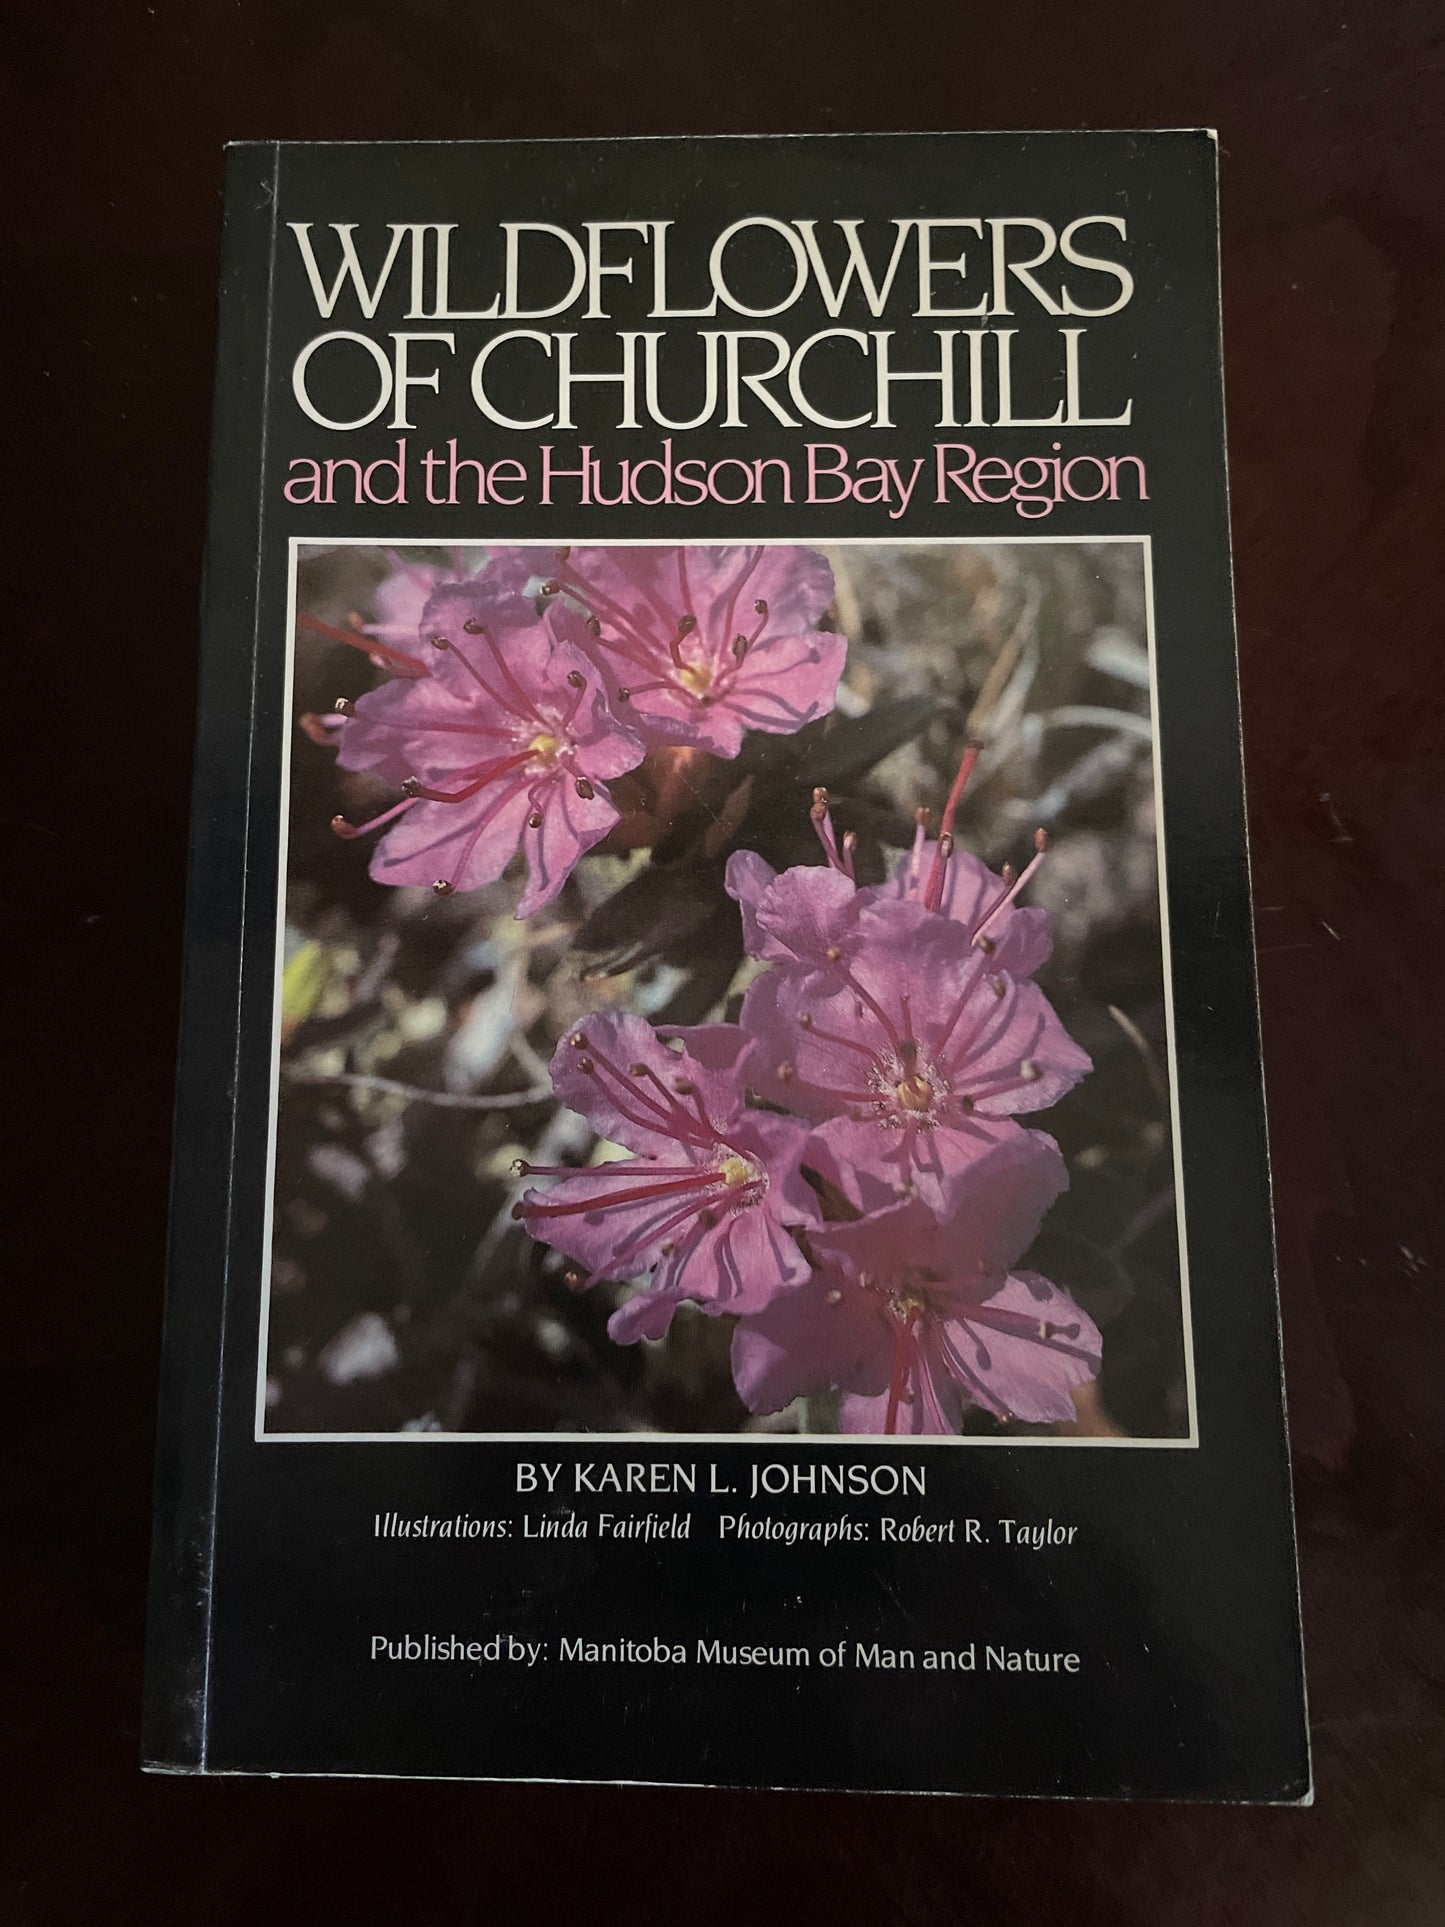 WILDFLOWERS
OF CHURCHILL
and the Hudson Bay Region
BY KAREN L. JOHNSON
Illustrations: Linda Fairfield Photographs: Robert R. Taylor
Published by: Manitoba Museum of Man and Nature